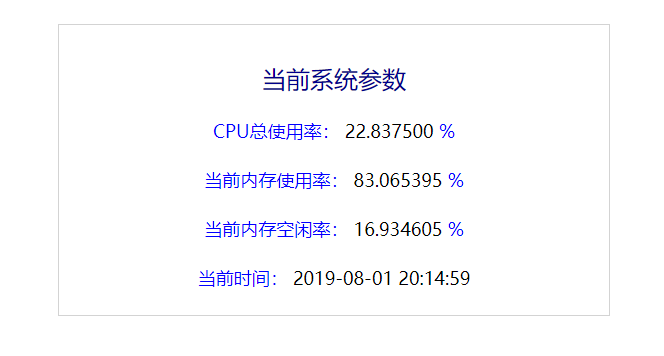 当前系统参数
CPU总使用率： 22.837500 %
当前内存使用率： 83.065395 %
当前内存空闲率： 16.934605 %
当前时间： 2019-08-01 20:14:59